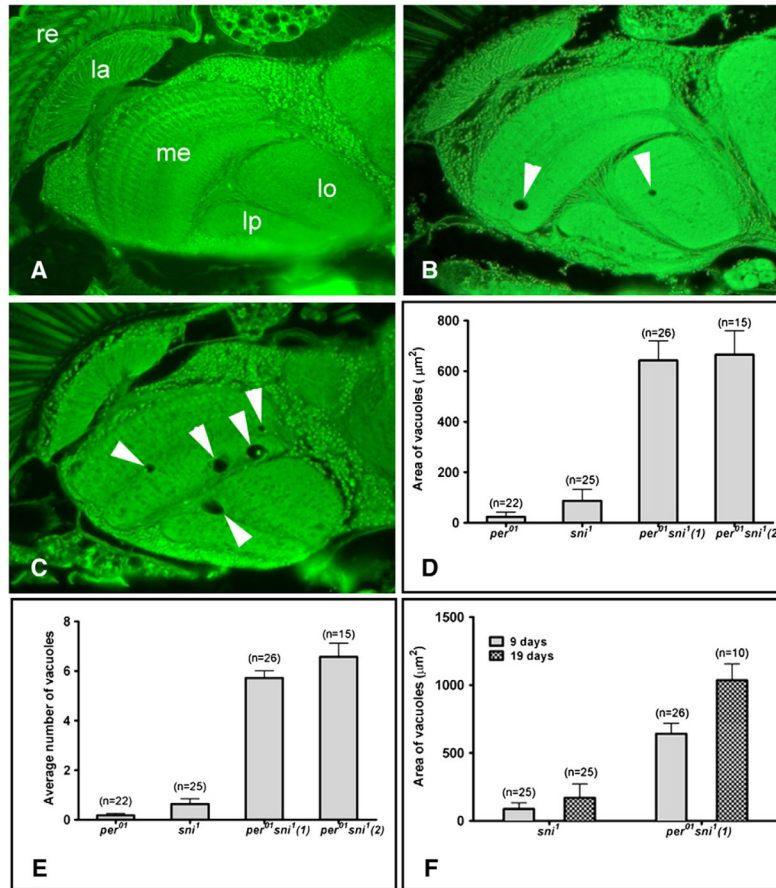 re
la
me
lo
lp
A
B
C
Area of vacuoles ( µm²)
800
600
400
200
0
(n=22)
(n=25)
(n=26)
(n=15)
per⁰¹
sni¹
per⁰¹sni¹(1)
per⁰¹sni¹(2)
D
Average number of vacuoles
8
6
4
2
0
(n=22)
(n=25)
(n=26)
(n=15)
per⁰¹
sni¹
per⁰¹sni¹(1)
per⁰¹sni¹(2)
E
Area of vacuoles (µm²)
1500
1000
500
0
9 days
19 days
(n=25)
(n=25)
(n=26)
(n=10)
sni¹
per⁰¹sni¹(1)
F